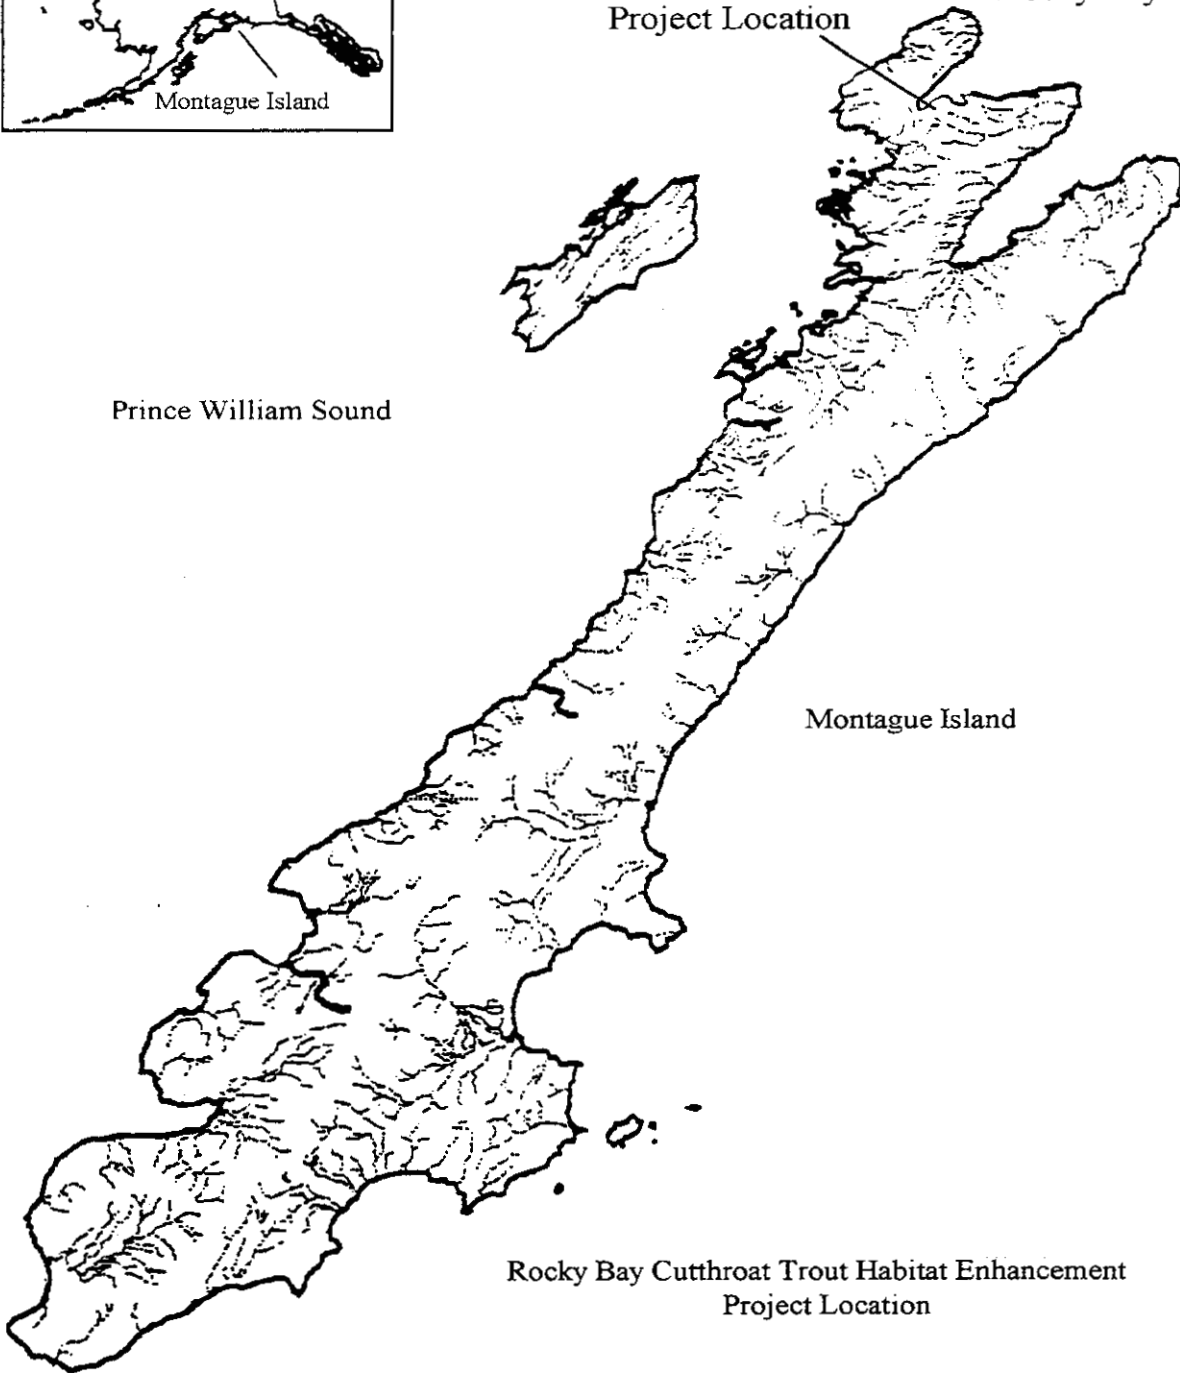 Project Location
Montague Island
Prince William Sound
Montague Island
Rocky Bay Cutthroat Trout Habitat Enhancement
Project Location